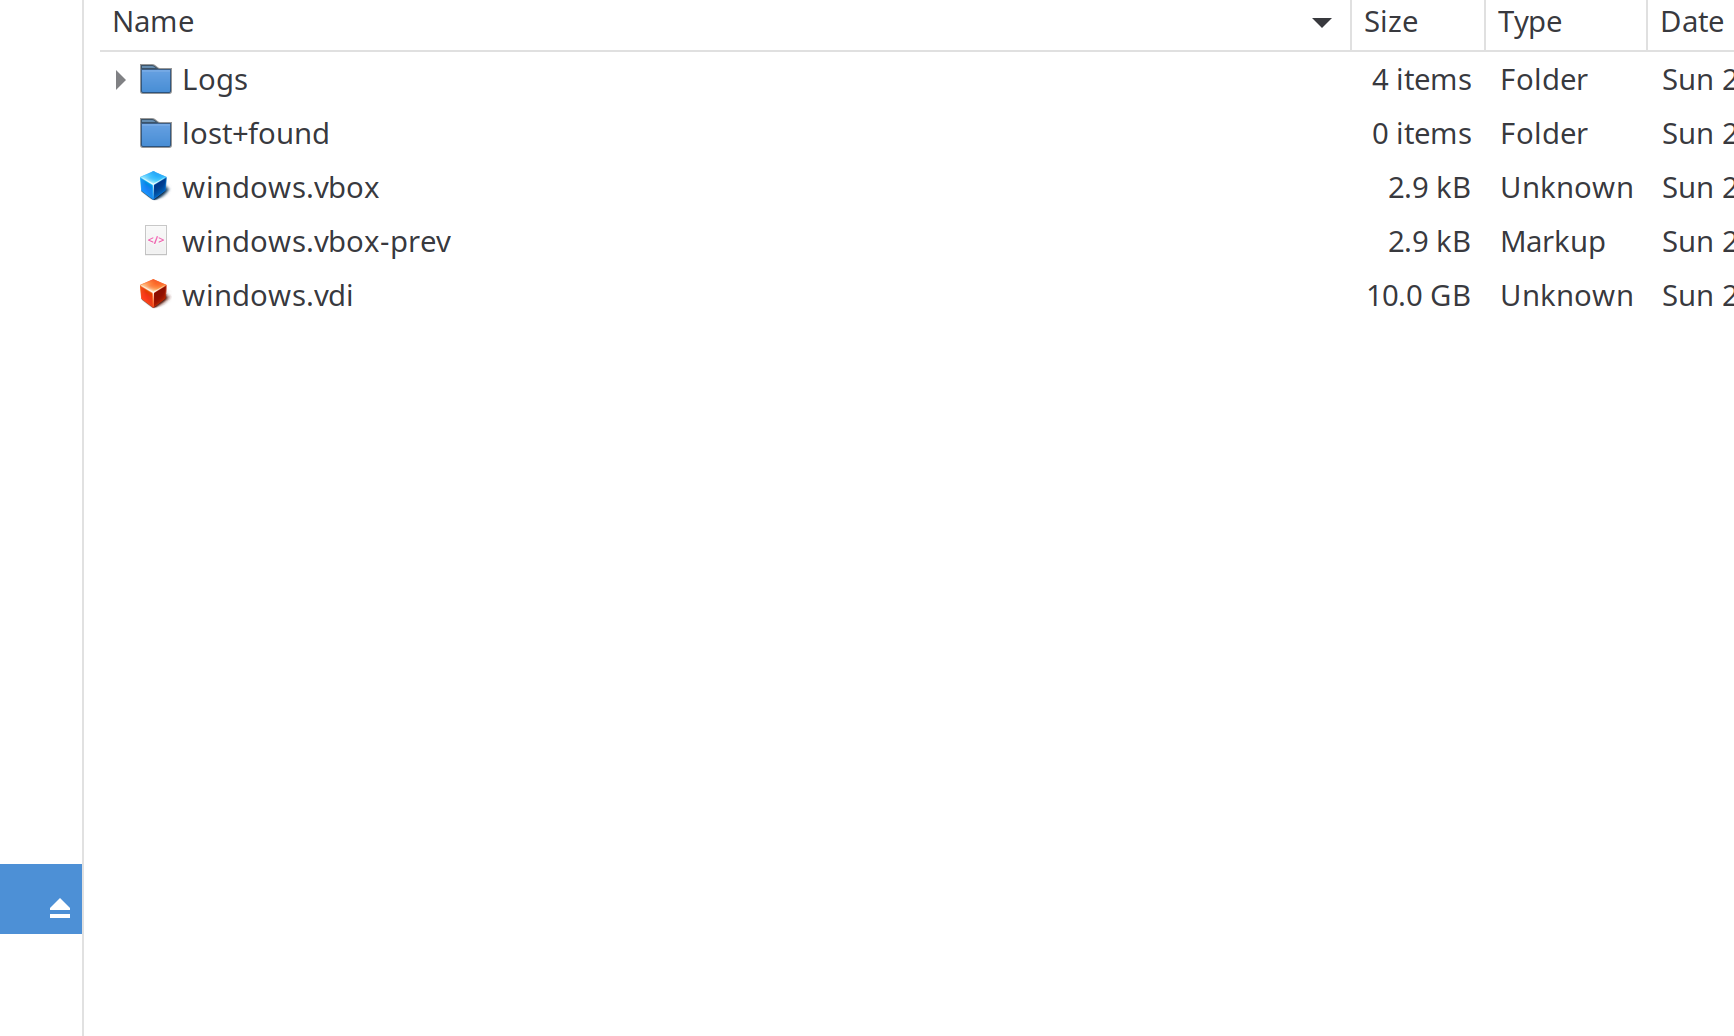 Name Size Type Date
Logs 4 items Folder Sun 2
lost+found 0 items Folder Sun 2
windows.vbox 2.9 kB Unknown Sun 2
windows.vbox-prev 2.9 kB Markup Sun 2
windows.vdi 10.0 GB Unknown Sun 2